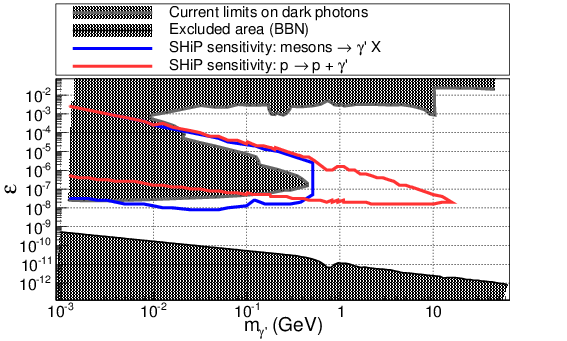 Current limits on dark photons
Excluded area (BBN)
SHiP sensitivity: mesons → γ' X
SHiP sensitivity: p → p + γ'
ε
10⁻²
10⁻³
10⁻⁴
10⁻⁵
10⁻⁶
10⁻⁷
10⁻⁸
10⁻⁹
10⁻¹⁰
10⁻¹¹
10⁻¹²
10⁻³ 10⁻² 10⁻¹ 1 10
m_γ' (GeV)